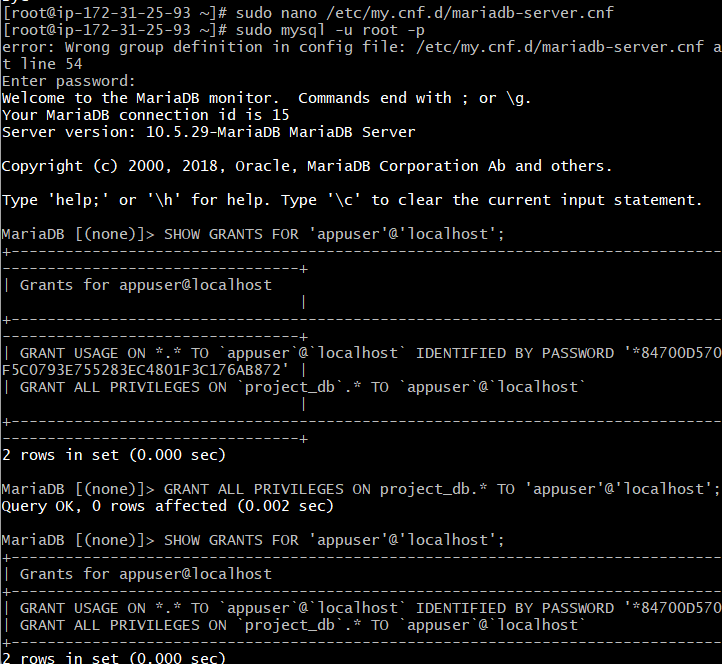 [root@ip-172-31-25-93 ~]# sudo nano /etc/my.cnf.d/mariadb-server.cnf
[root@ip-172-31-25-93 ~]# sudo mysql -u root -p
error: Wrong group definition in config file: /etc/my.cnf.d/mariadb-server.cnf a
t line 54
Enter password:
Welcome to the MariaDB monitor.  Commands end with ; or \g.
Your MariaDB connection id is 15
Server version: 10.5.29-MariaDB MariaDB Server

Copyright (c) 2000, 2018, Oracle, MariaDB Corporation Ab and others.

Type 'help;' or '\h' for help. Type '\c' to clear the current input statement.

MariaDB [(none)]> SHOW GRANTS FOR 'appuser'@'localhost';
+-------------------------------------------------------------------------------
---------------------------------+
| Grants for appuser@localhost
                                 |
+-------------------------------------------------------------------------------
---------------------------------+
| GRANT USAGE ON *.* TO `appuser`@`localhost` IDENTIFIED BY PASSWORD '*84700D570
F5C0793E755283EC4801F3C176AB872' |
| GRANT ALL PRIVILEGES ON `project_db`.* TO `appuser`@`localhost`
                                 |
+-------------------------------------------------------------------------------
---------------------------------+
2 rows in set (0.000 sec)

MariaDB [(none)]> GRANT ALL PRIVILEGES ON project_db.* TO 'appuser'@'localhost';
Query OK, 0 rows affected (0.002 sec)

MariaDB [(none)]> SHOW GRANTS FOR 'appuser'@'localhost';
+-------------------------------------------------------------------------------
| Grants for appuser@localhost
+-------------------------------------------------------------------------------
| GRANT USAGE ON *.* TO `appuser`@`localhost` IDENTIFIED BY PASSWORD '*84700D570
| GRANT ALL PRIVILEGES ON `project_db`.* TO `appuser`@`localhost`
+-------------------------------------------------------------------------------
2 rows in set (0.000 sec)